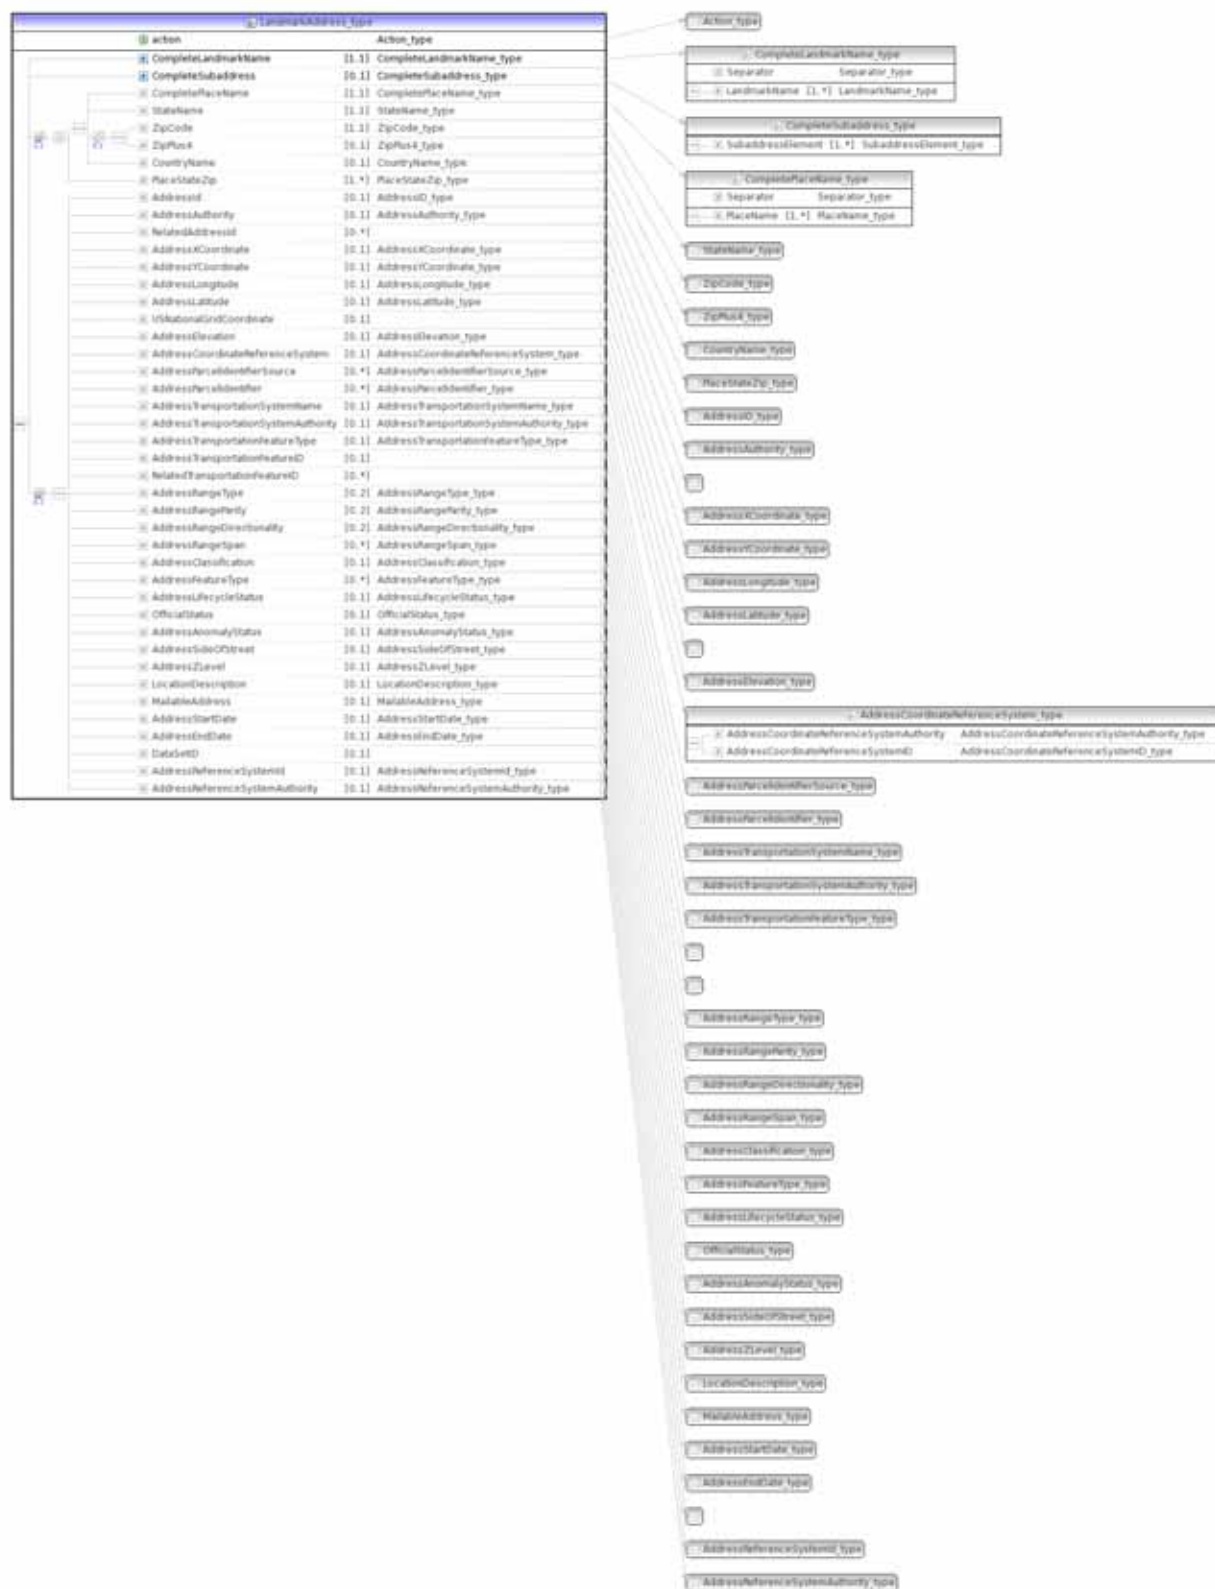 LandmarkAddress_type
action Action_type
CompleteLandmarkName [1..1] CompleteLandmarkName_type
CompleteSubaddress [0..1] CompleteSubaddress_type
CompletePlaceName [1..1] CompletePlaceName_type
StateName [1..1] StateName_type
ZipCode [1..1] ZipCode_type
ZipPlus4 [0..1] ZipPlus4_type
CountryName [0..1] CountryName_type
PlaceStateZip [1..*] PlaceStateZip_type
AddressId [0..1] AddressID_type
AddressAuthority [0..1] AddressAuthority_type
RelatedAddressId [0..*]
AddressXCoordinate [0..1] AddressXCoordinate_type
AddressYCoordinate [0..1] AddressYCoordinate_type
AddressLongitude [0..1] AddressLongitude_type
AddressLatitude [0..1] AddressLatitude_type
USNationalGridCoordinate [0..1]
AddressElevation [0..1] AddressElevation_type
AddressCoordinateReferenceSystem [0..1] AddressCoordinateReferenceSystem_type
AddressParcelIdentifierSource [0..*] AddressParcelIdentifierSource_type
AddressParcelIdentifier [0..*] AddressParcelIdentifier_type
AddressTransportationSystemName [0..1] AddressTransportationSystemName_type
AddressTransportationSystemAuthority [0..1] AddressTransportationSystemAuthority_type
AddressTransportationFeatureType [0..1] AddressTransportationFeatureType_type
AddressTransportationFeatureID [0..1]
RelatedTransportationFeatureID [0..*]
AddressRangeType [0..2] AddressRangeType_type
AddressRangeParity [0..2] AddressRangeParity_type
AddressRangeDirectionality [0..2] AddressRangeDirectionality_type
AddressRangeSpan [0..*] AddressRangeSpan_type
AddressClassification [0..1] AddressClassification_type
AddressFeatureType [0..*] AddressFeatureType_type
AddressLifecycleStatus [0..1] AddressLifecycleStatus_type
OfficialStatus [0..1] OfficialStatus_type
AddressAnomalyStatus [0..1] AddressAnomalyStatus_type
AddressSideOfStreet [0..1] AddressSideOfStreet_type
AddressZLevel [0..1] AddressZLevel_type
LocationDescription [0..1] LocationDescription_type
MailableAddress [0..1] MailableAddress_type
AddressStartDate [0..1] AddressStartDate_type
AddressEndDate [0..1] AddressEndDate_type
DataSetID [0..1]
AddressReferenceSystemId [0..1] AddressReferenceSystemId_type
AddressReferenceSystemAuthority [0..1] AddressReferenceSystemAuthority_type
Action_type
CompleteLandmarkName_type
Separator Separator_type
LandmarkName [1..*] LandmarkName_type
CompleteSubaddress_type
SubaddressElement [1..*] SubaddressElement_type
CompletePlaceName_type
Separator Separator_type
PlaceName [1..*] PlaceName_type
StateName_type
ZipCode_type
ZipPlus4_type
CountryName_type
PlaceStateZip_type
AddressID_type
AddressAuthority_type
AddressXCoordinate_type
AddressYCoordinate_type
AddressLongitude_type
AddressLatitude_type
AddressElevation_type
AddressCoordinateReferenceSystem_type
AddressCoordinateReferenceSystemAuthority AddressCoordinateReferenceSystemAuthority_type
AddressCoordinateReferenceSystemID AddressCoordinateReferenceSystemID_type
AddressParcelIdentifierSource_type
AddressParcelIdentifier_type
AddressTransportationSystemName_type
AddressTransportationSystemAuthority_type
AddressTransportationFeatureType_type
AddressRangeType_type
AddressRangeParity_type
AddressRangeDirectionality_type
AddressRangeSpan_type
AddressClassification_type
AddressFeatureType_type
AddressLifecycleStatus_type
OfficialStatus_type
AddressAnomalyStatus_type
AddressSideOfStreet_type
AddressZLevel_type
LocationDescription_type
MailableAddress_type
AddressStartDate_type
AddressEndDate_type
AddressReferenceSystemId_type
AddressReferenceSystemAuthority_type